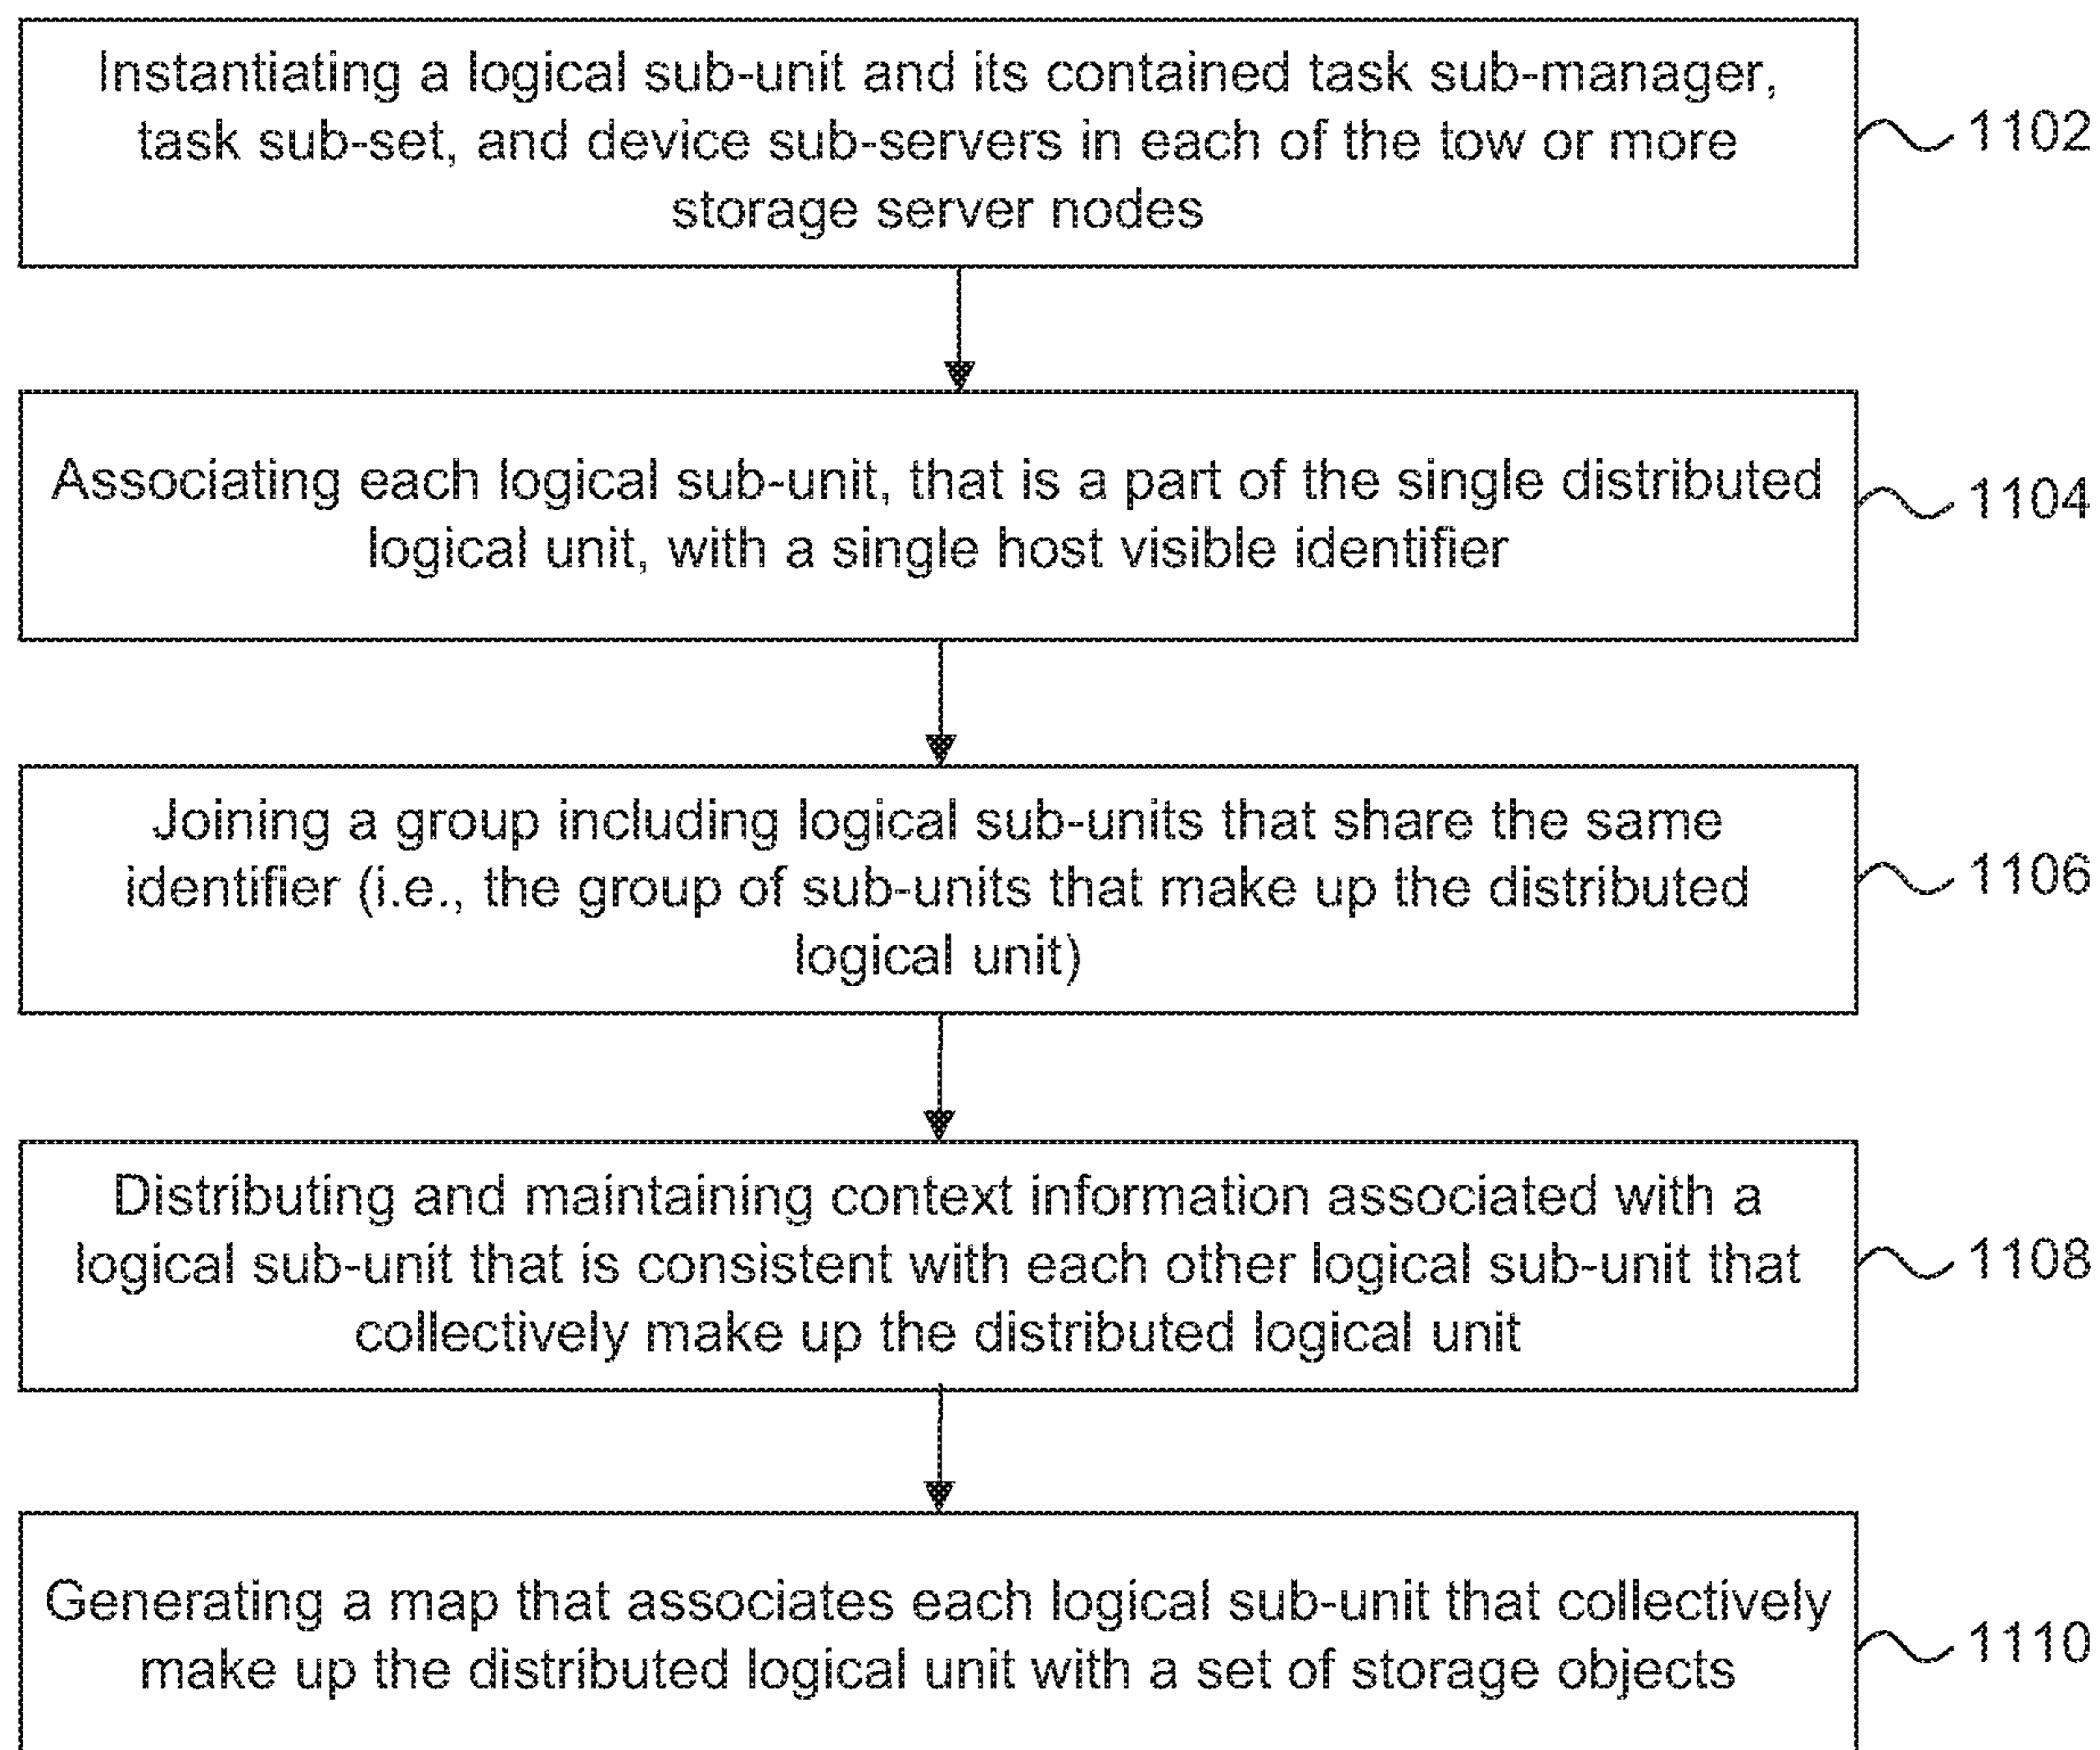 Instantiating a logical sub-unit and its contained task sub-manager,
task sub-set, and device sub-servers in each of the tow or more
storage server nodes
1102
Associating each logical sub-unit, that is a part of the single distributed
logical unit, with a single host visible identifier
1104
Joining a group including logical sub-units that share the same
identifier (i.e., the group of sub-units that make up the distributed
logical unit)
1106
Distributing and maintaining context information associated with a
logical sub-unit that is consistent with each other logical sub-unit that
collectively make up the distributed logical unit
1108
Generating a map that associates each logical sub-unit that collectively
make up the distributed logical unit with a set of storage objects
1110